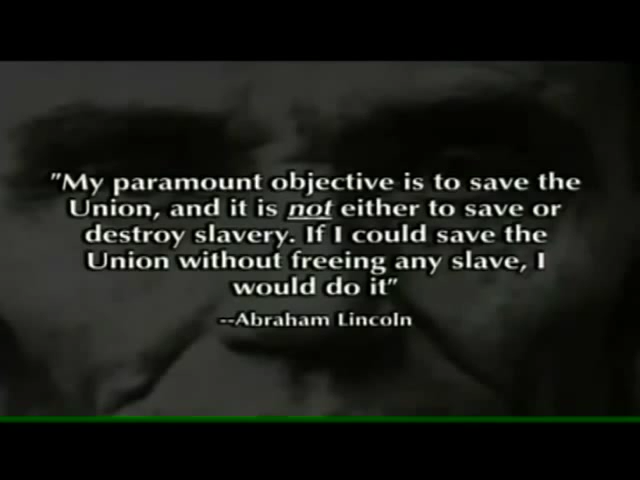 "My paramount objective is to save the
Union, and it is not either to save or
destroy slavery. If I could save the
Union without freeing any slave, I
would do it"
--Abraham Lincoln